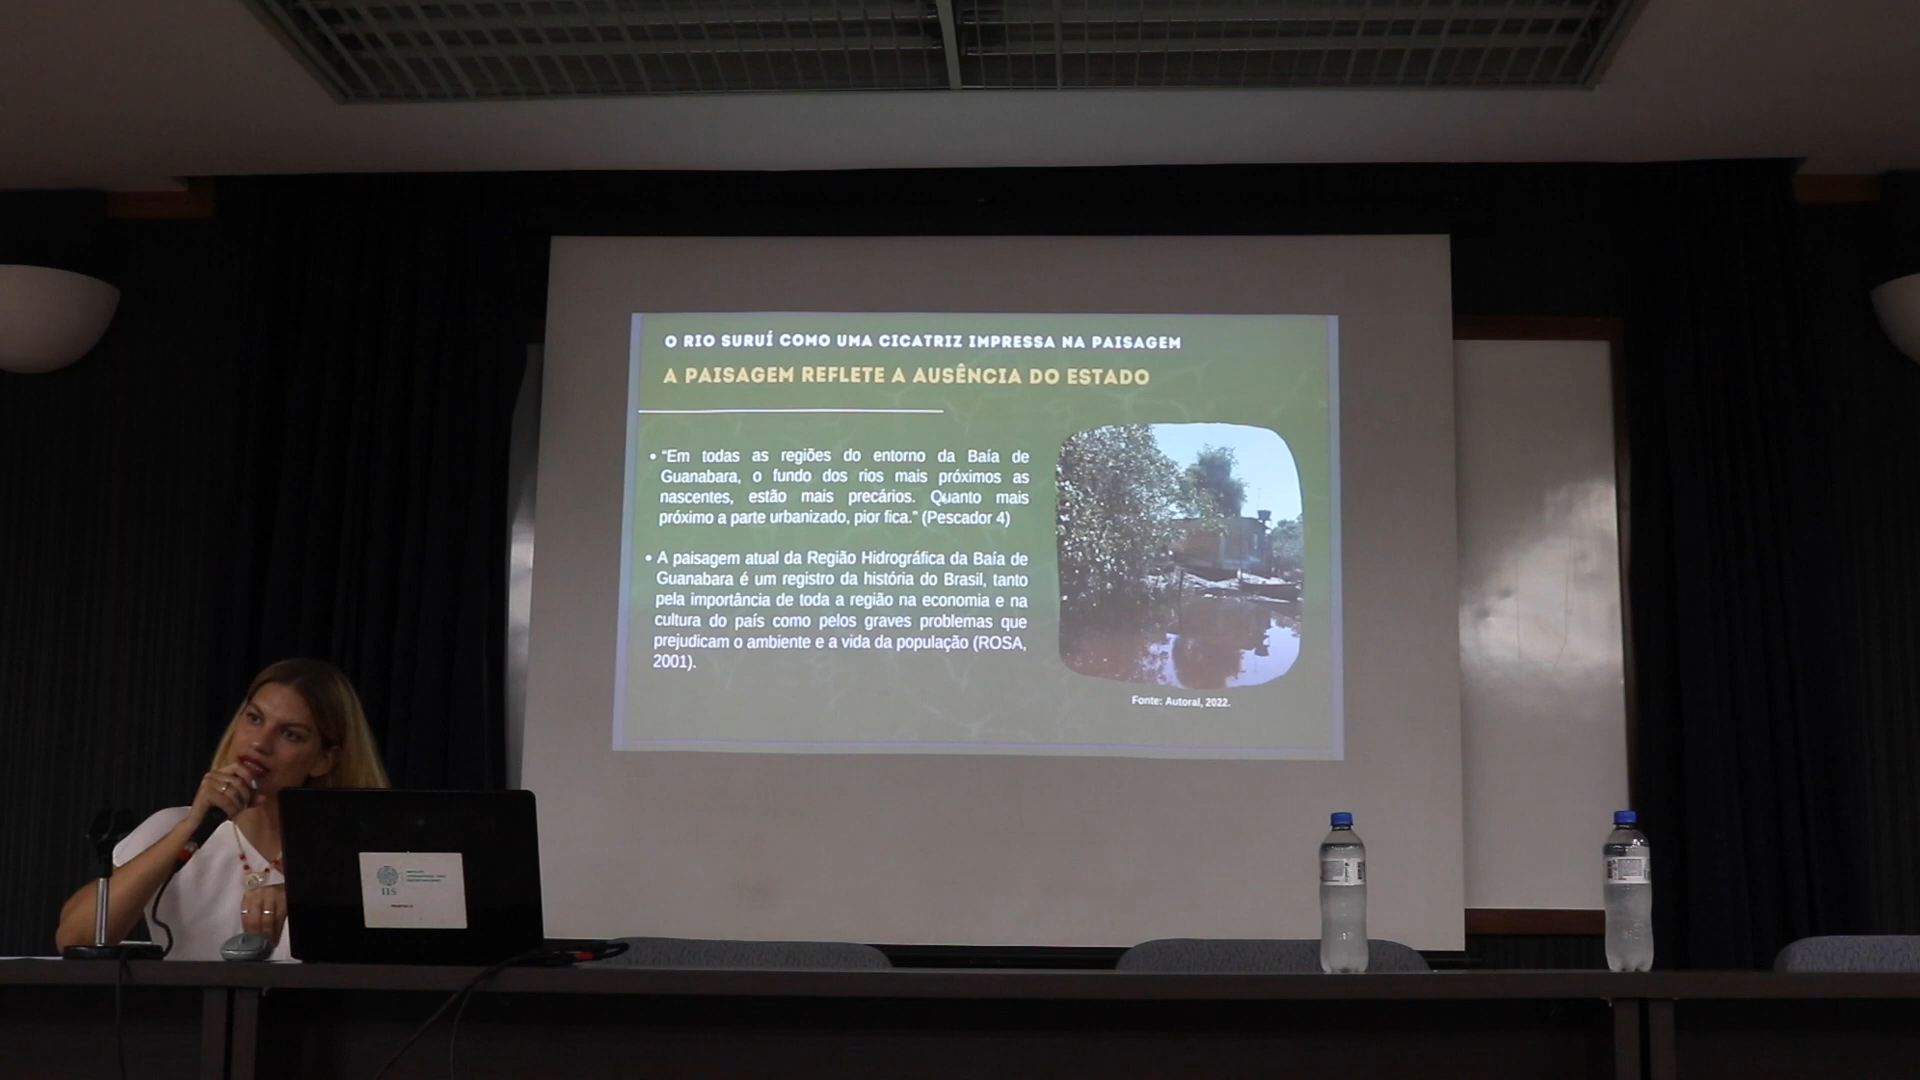 O RIO SURUÍ COMO UMA CICATRIZ IMPRESSA NA PAISAGEM
A PAISAGEM REFLETE A AUSÊNCIA DO ESTADO
• “Em todas as regiões do entorno da Baía de
Guanabara, o fundo dos rios mais próximos as
nascentes, estão mais precários. Quanto mais
próximo a parte urbanizado, pior fica.” (Pescador 4)
• A paisagem atual da Região Hidrográfica da Baía de
Guanabara é um registro da história do Brasil, tanto
pela importância de toda a região na economia e na
cultura do país como pelos graves problemas que
prejudicam o ambiente e a vida da população (ROSA,
2001).
Fonte: Autoral, 2022.
IIS